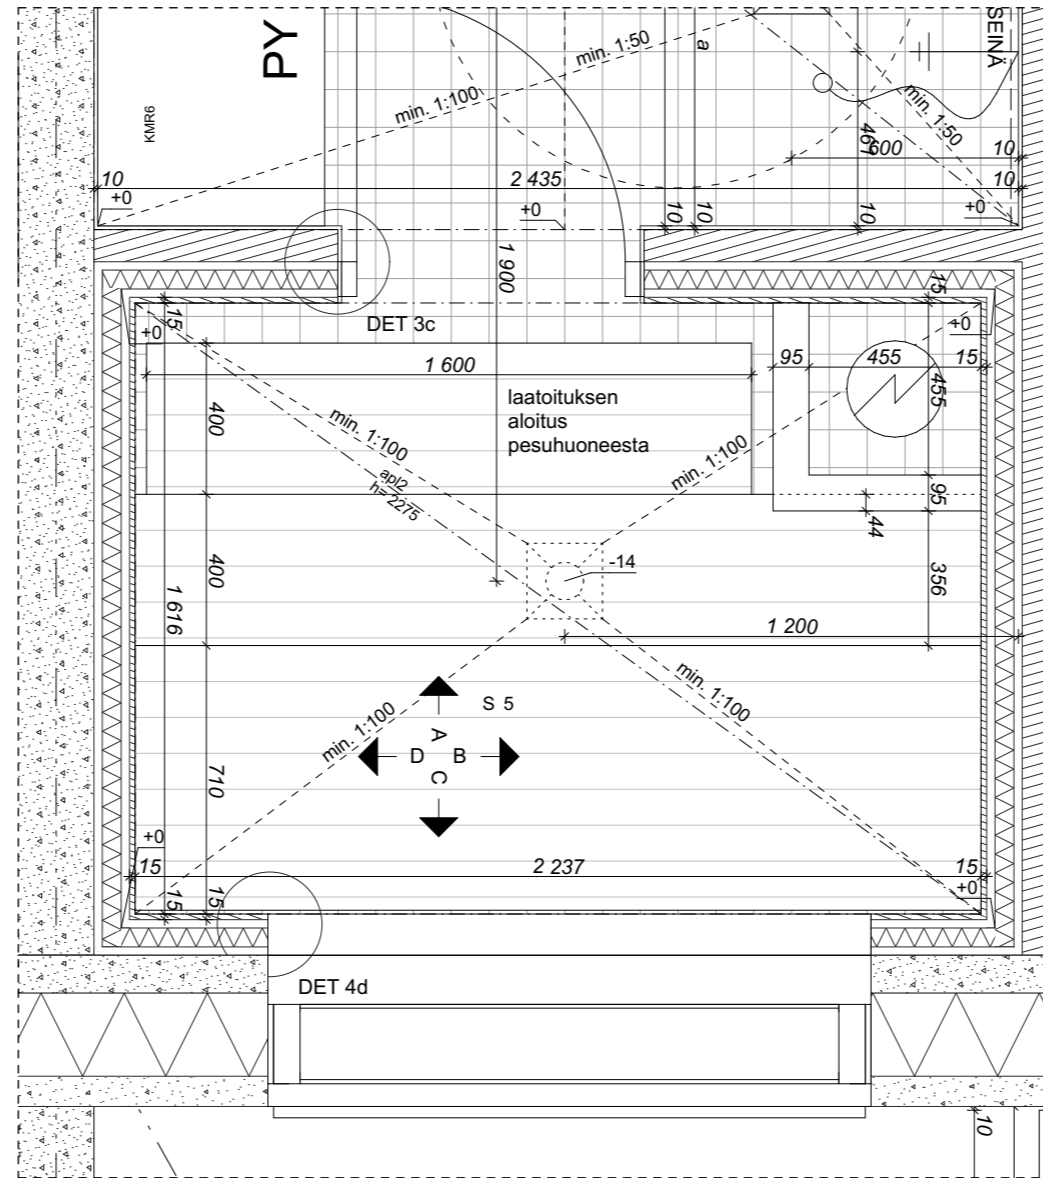 PY
KMR6
SEINÄ
min. 1:50
min. 1:100
a
min. 1:50
461
600
10
10
2 435
10
+0
+0
+0
10
10
10
1 900
15
15
DET 3c
+0
+0
1 600
95
455
15
455
laatoituksen
aloitus
pesuhuoneesta
400
min. 1:100
min. 1:100
apl2
h= 2275
95
44
-14
400
356
1 616
1 200
min. 1:100
min. 1:100
S 5
A
D
B
C
710
+0
15
2 237
15
+0
15
15
DET 4d
10